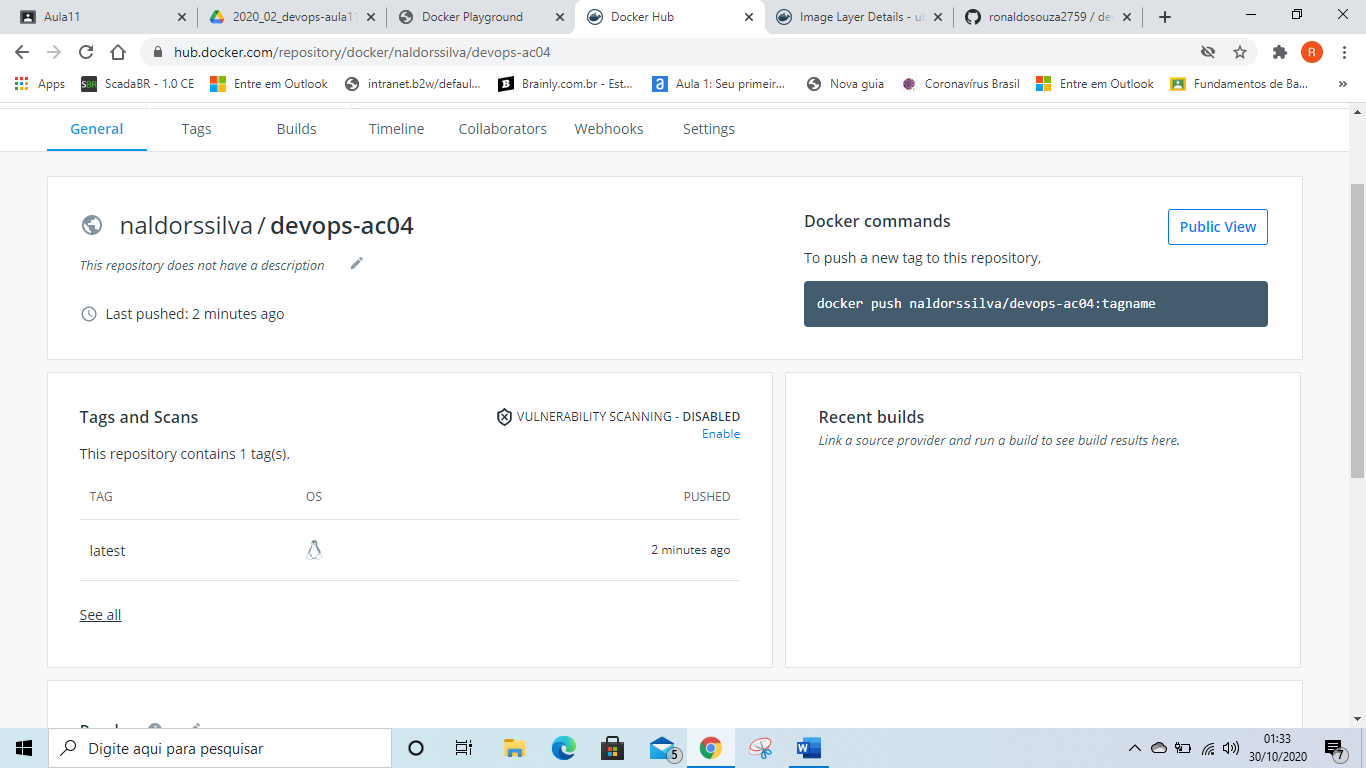 Aula11
2020_02_devops-aula11
Docker Playground
Docker Hub
Image Layer Details - u
ronaldosouza2759 / de
hub.docker.com/repository/docker/naldorssilva/devops-ac04
R
Apps
SBR
ScadaBR - 1.0 CE
Entre em Outlook
intranet.b2w/defaul...
Brainly.com.br - Est...
Aula 1: Seu primeir...
Nova guia
Coronavírus Brasil
Entre em Outlook
Fundamentos de Ba...
General
Tags
Builds
Timeline
Collaborators
Webhooks
Settings
naldorssilva / devops-ac04
This repository does not have a description
Last pushed: 2 minutes ago
Docker commands
Public View
To push a new tag to this repository,
docker push naldorssilva/devops-ac04:tagname
Tags and Scans
VULNERABILITY SCANNING - DISABLED
Enable
This repository contains 1 tag(s).
TAG OS PUSHED
latest 2 minutes ago
See all
Recent builds
Link a source provider and run a build to see build results here.
Digite aqui para pesquisar
5
01:33
30/10/2020
7